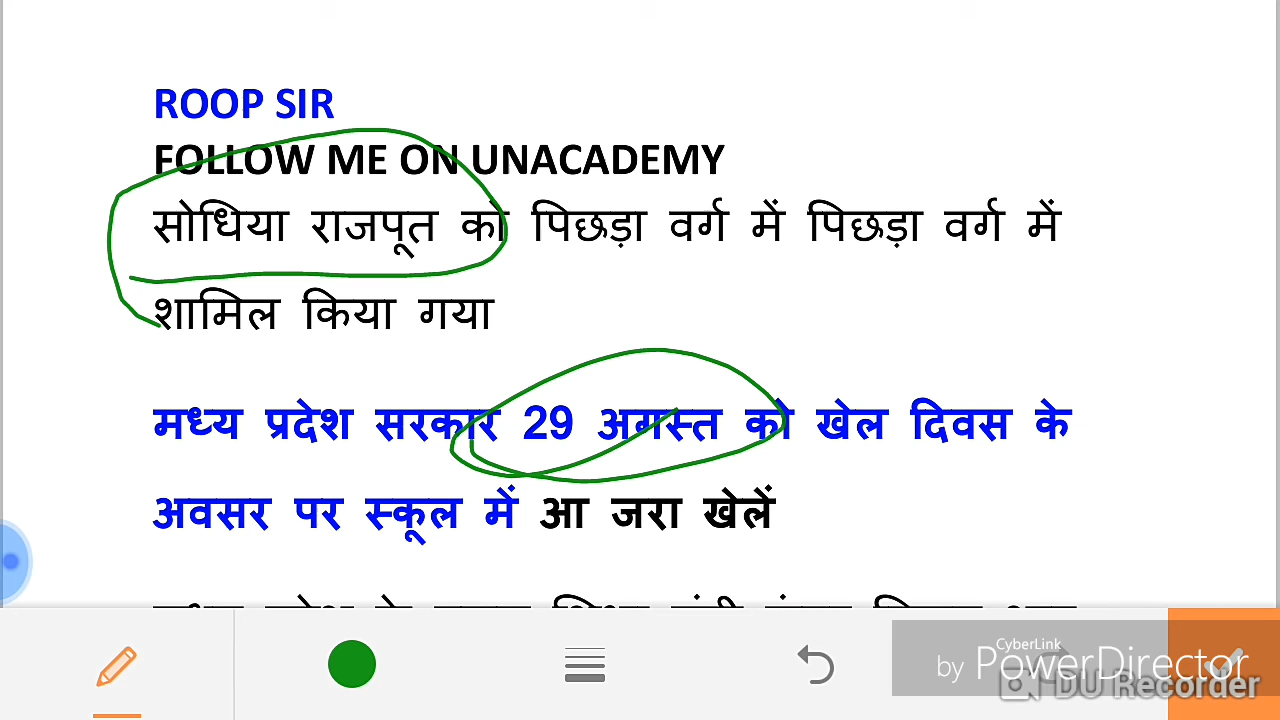 ROOP SIR
FOLLOW ME ON UNACADEMY
सोधिया राजपूत को पिछड़ा वर्ग में पिछड़ा वर्ग में
शामिल किया गया
मध्य प्रदेश सरकार 29 अगस्त को खेल दिवस के
अवसर पर स्कूल में आ जरा खेलें
CyberLink
by PowerDirector
DU Recorder